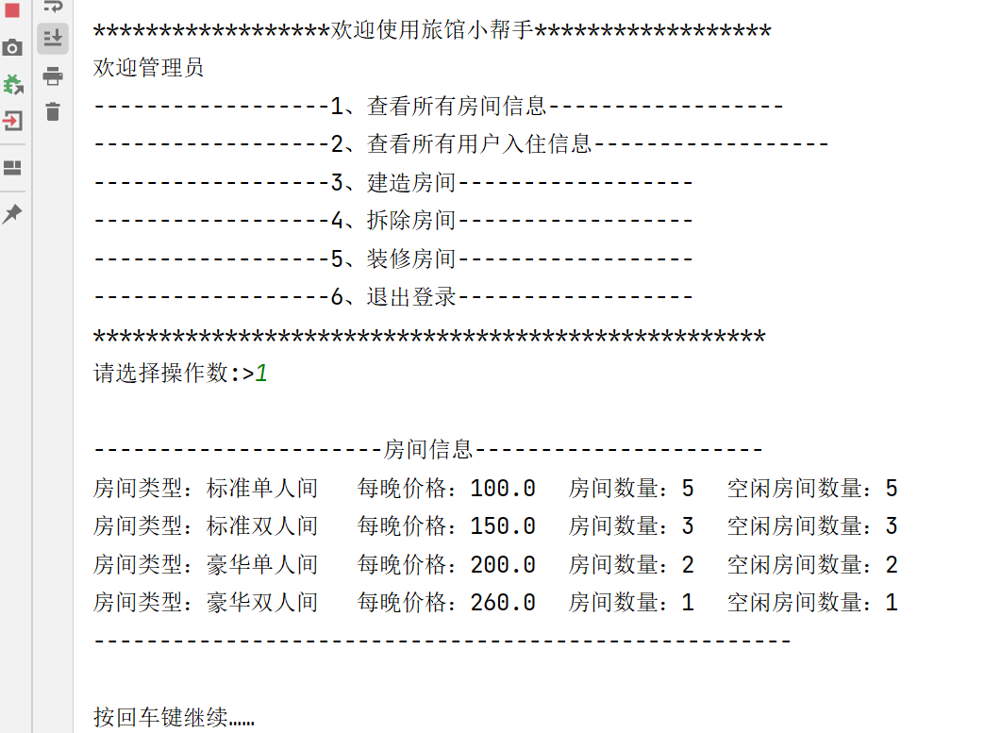 ******************欢迎使用旅馆小帮手******************
欢迎管理员
------------------1、查看所有房间信息------------------
------------------2、查看所有用户入住信息------------------
------------------3、建造房间------------------
------------------4、拆除房间------------------
------------------5、装修房间------------------
------------------6、退出登录------------------
***************************************************
请选择操作数:>1
----------------------房间信息----------------------
房间类型：标准单人间   每晚价格：100.0   房间数量：5   空闲房间数量：5
房间类型：标准双人间   每晚价格：150.0   房间数量：3   空闲房间数量：3
房间类型：豪华单人间   每晚价格：200.0   房间数量：2   空闲房间数量：2
房间类型：豪华双人间   每晚价格：260.0   房间数量：1   空闲房间数量：1
-----------------------------------------------------
按回车键继续……